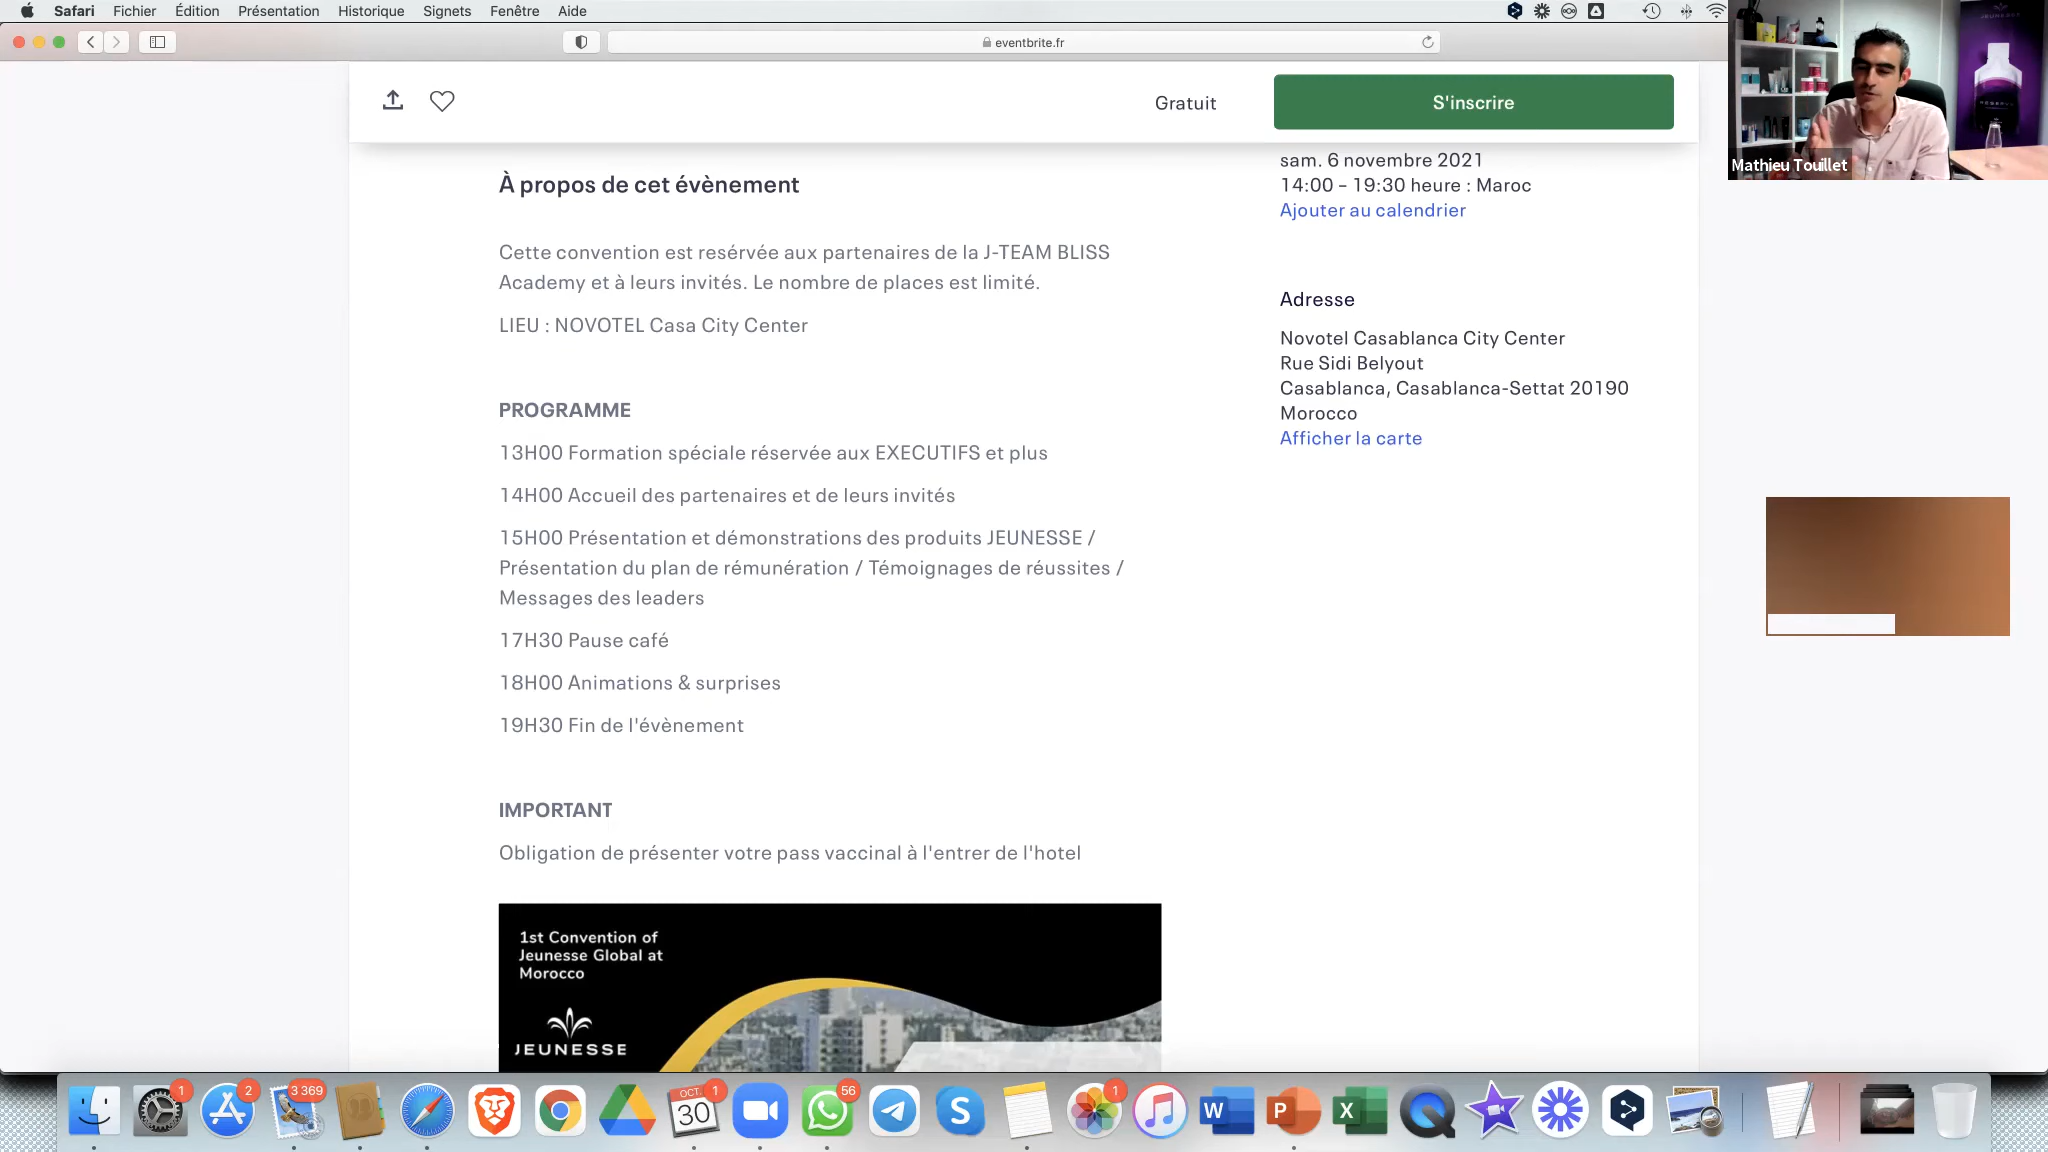 Safari Fichier Édition Présentation Historique Signets Fenêtre Aide
eventbrite.fr
Gratuit
S'inscrire
Mathieu Touillet
À propos de cet évènement
Cette convention est resérvée aux partenaires de la J-TEAM BLISS
Academy et à leurs invités. Le nombre de places est limité.
LIEU : NOVOTEL Casa City Center
PROGRAMME
13H00 Formation spéciale réservée aux EXECUTIFS et plus
14H00 Accueil des partenaires et de leurs invités
15H00 Présentation et démonstrations des produits JEUNESSE /
Présentation du plan de rémunération / Témoignages de réussites /
Messages des leaders
17H30 Pause café
18H00 Animations & surprises
19H30 Fin de l'évènement
IMPORTANT
Obligation de présenter votre pass vaccinal à l'entrer de l'hotel
sam. 6 novembre 2021
14:00 – 19:30 heure : Maroc
Ajouter au calendrier
Adresse
Novotel Casablanca City Center
Rue Sidi Belyout
Casablanca, Casablanca-Settat 20190
Morocco
Afficher la carte
1st Convention of
Jeunesse Global at
Morocco
JEUNESSE
1
2
3 369
OCT.
30
1
56
S
1
W
P
X